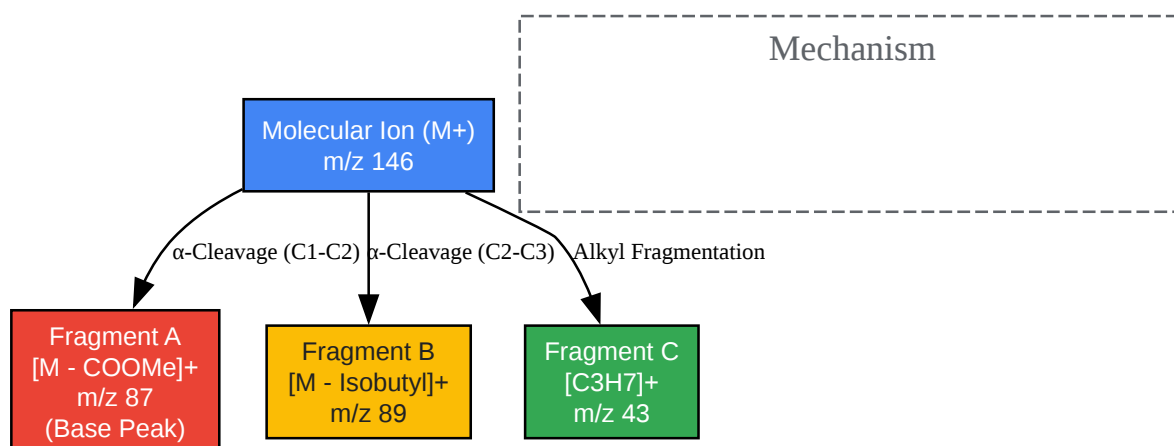 Mechanism
Molecular Ion (M+)
m/z 146
α-Cleavage (C1-C2)
α-Cleavage (C2-C3)
Alkyl Fragmentation
Fragment A
[M - COOMe]+
m/z 87
(Base Peak)
Fragment B
[M - Isobutyl]+
m/z 89
Fragment C
[C3H7]+
m/z 43